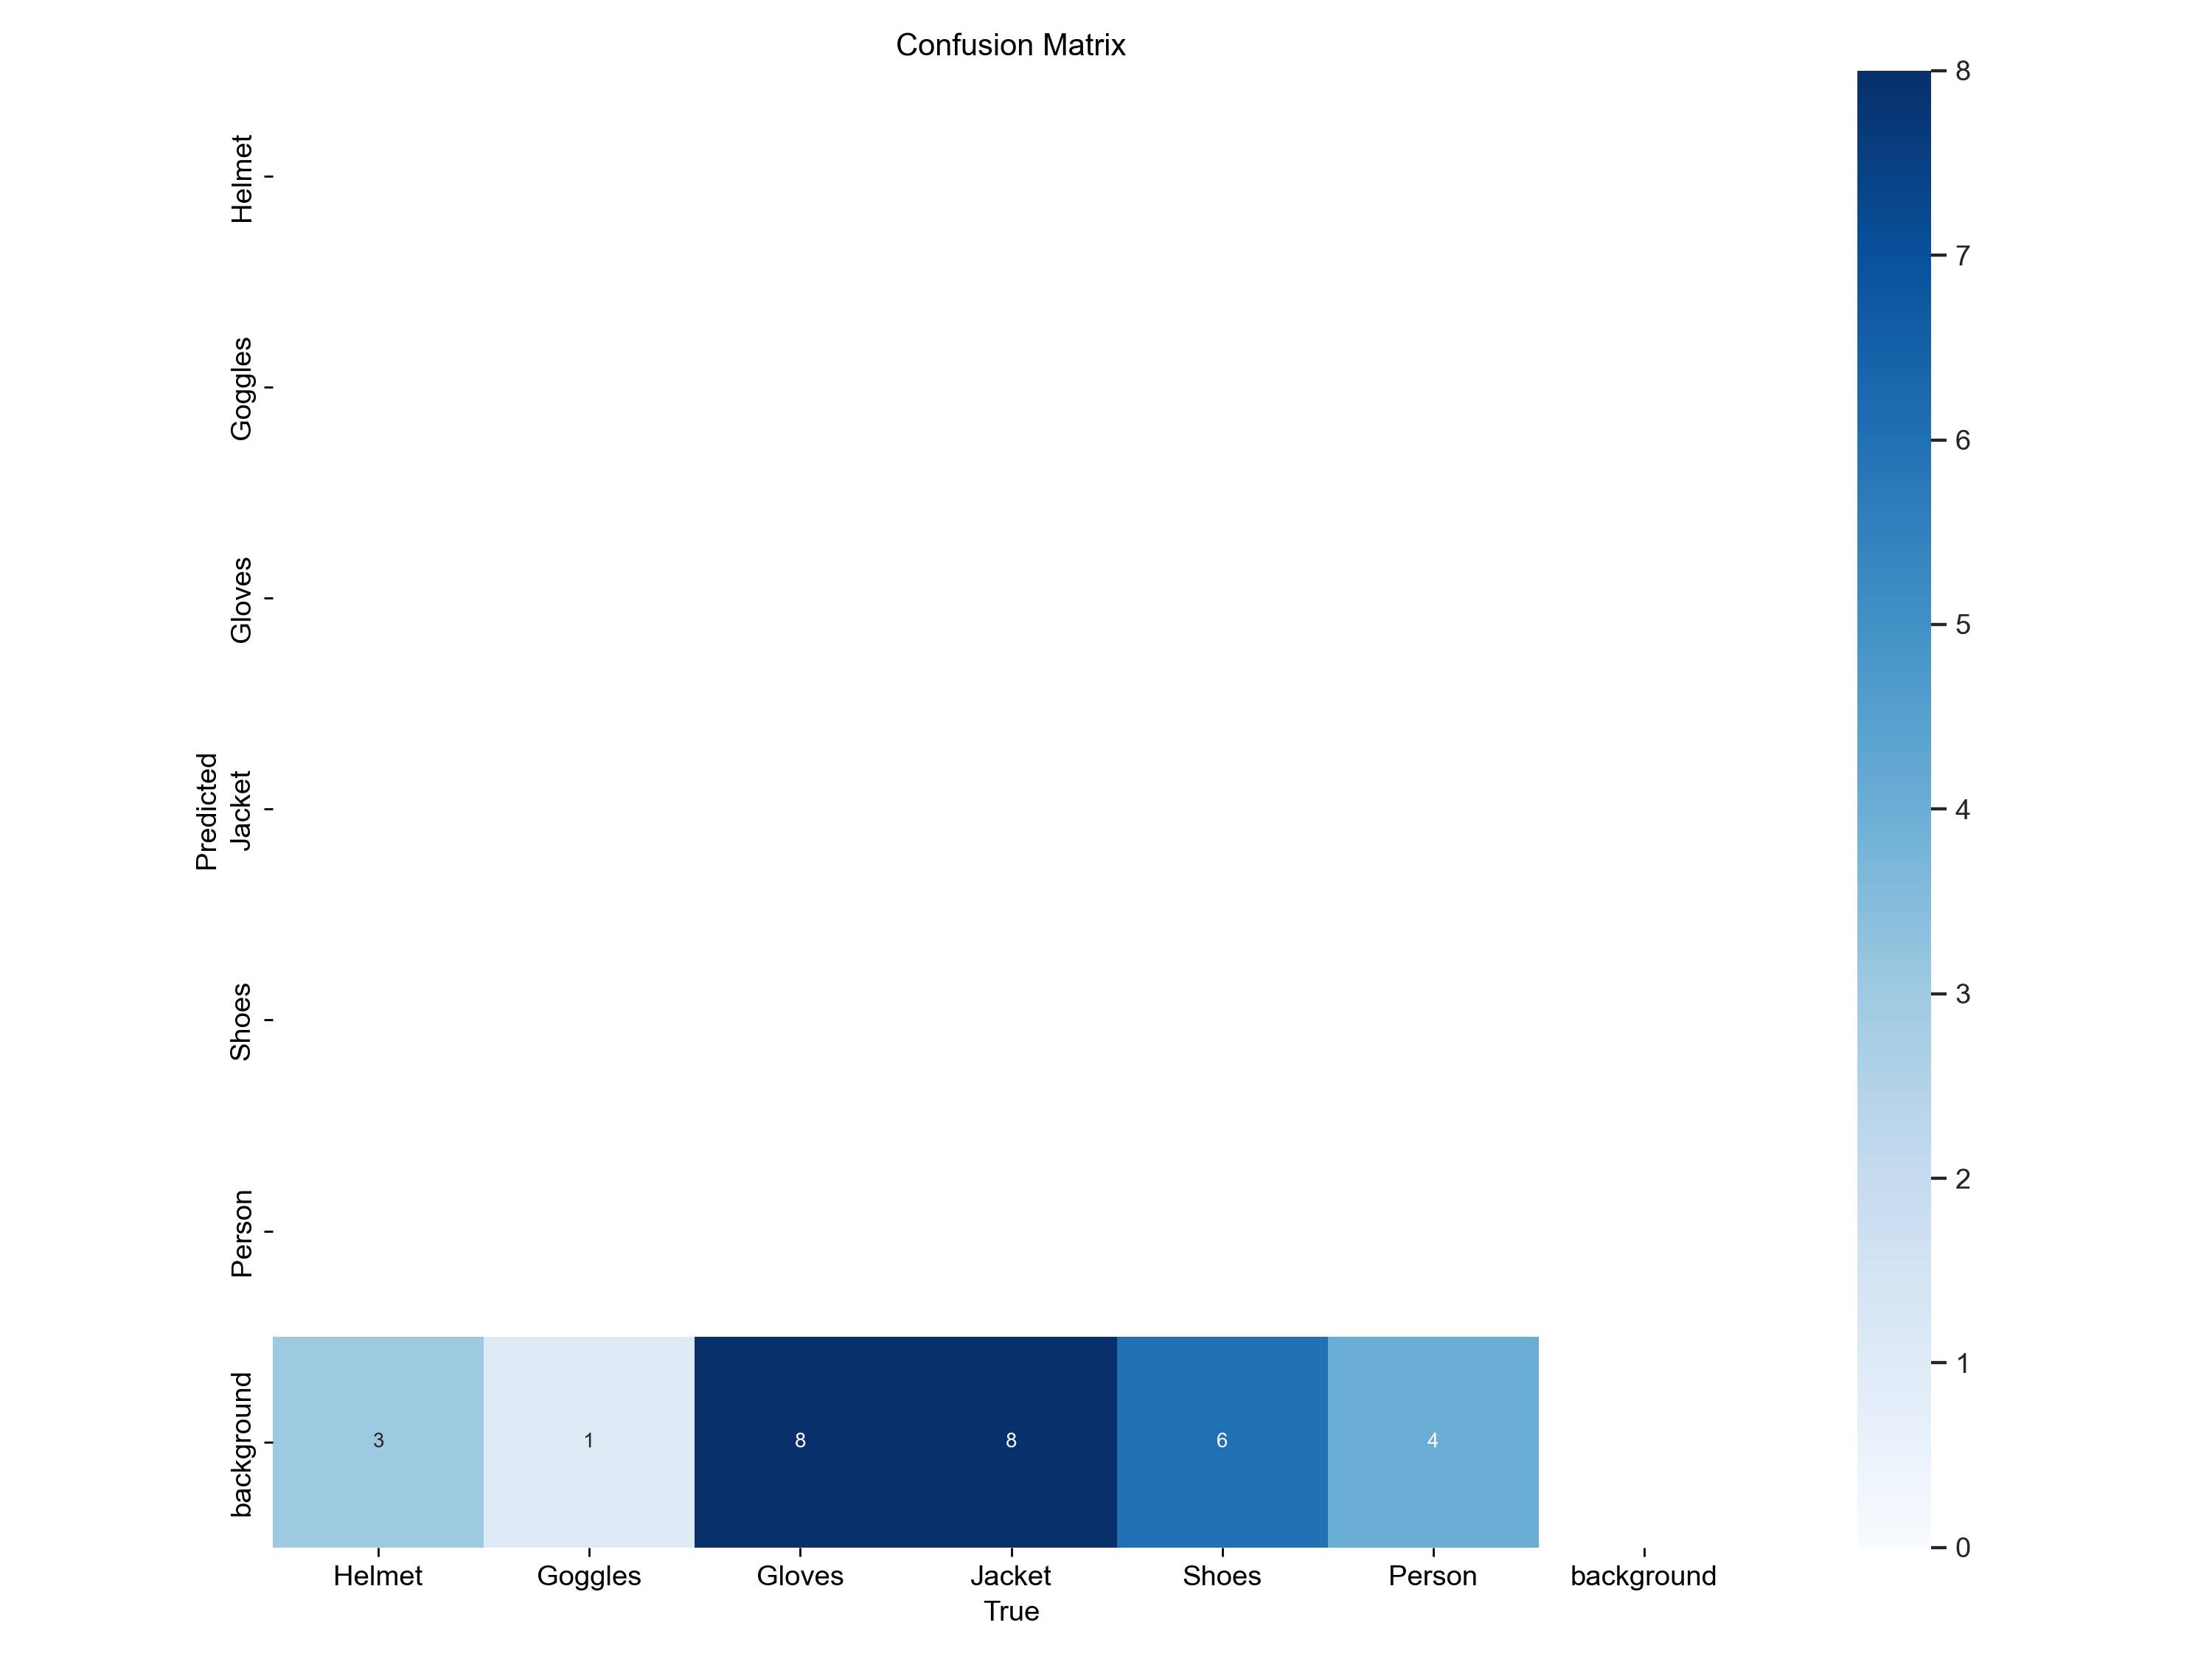 Confusion Matrix
8
7
6
5
4
3
2
1
0
Predicted
Helmet
Goggles
Gloves
Jacket
Shoes
Person
background
3 1 8 8 6 4
Helmet Goggles Gloves Jacket Shoes Person background
True